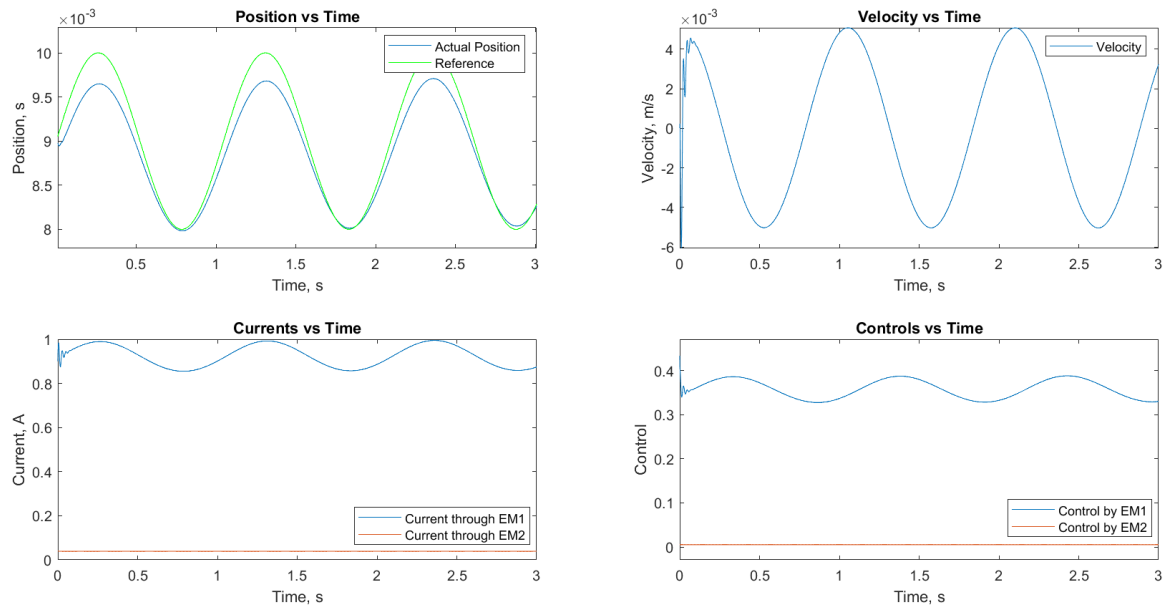 Position vs Time
×10⁻³
Actual Position
Reference
10
9.5
9
8.5
8
Position, s
0.5
1
1.5
2
2.5
3
Time, s
Velocity vs Time
×10⁻³
Velocity
4
2
0
-2
-4
-6
Velocity, m/s
0
0.5
1
1.5
2
2.5
3
Time, s
Currents vs Time
1
0.8
0.6
0.4
0.2
0
Current, A
Current through EM1
Current through EM2
0
0.5
1
1.5
2
2.5
3
Time, s
Controls vs Time
0.4
0.3
0.2
0.1
0
Control
Control by EM1
Control by EM2
0
0.5
1
1.5
2
2.5
3
Time, s